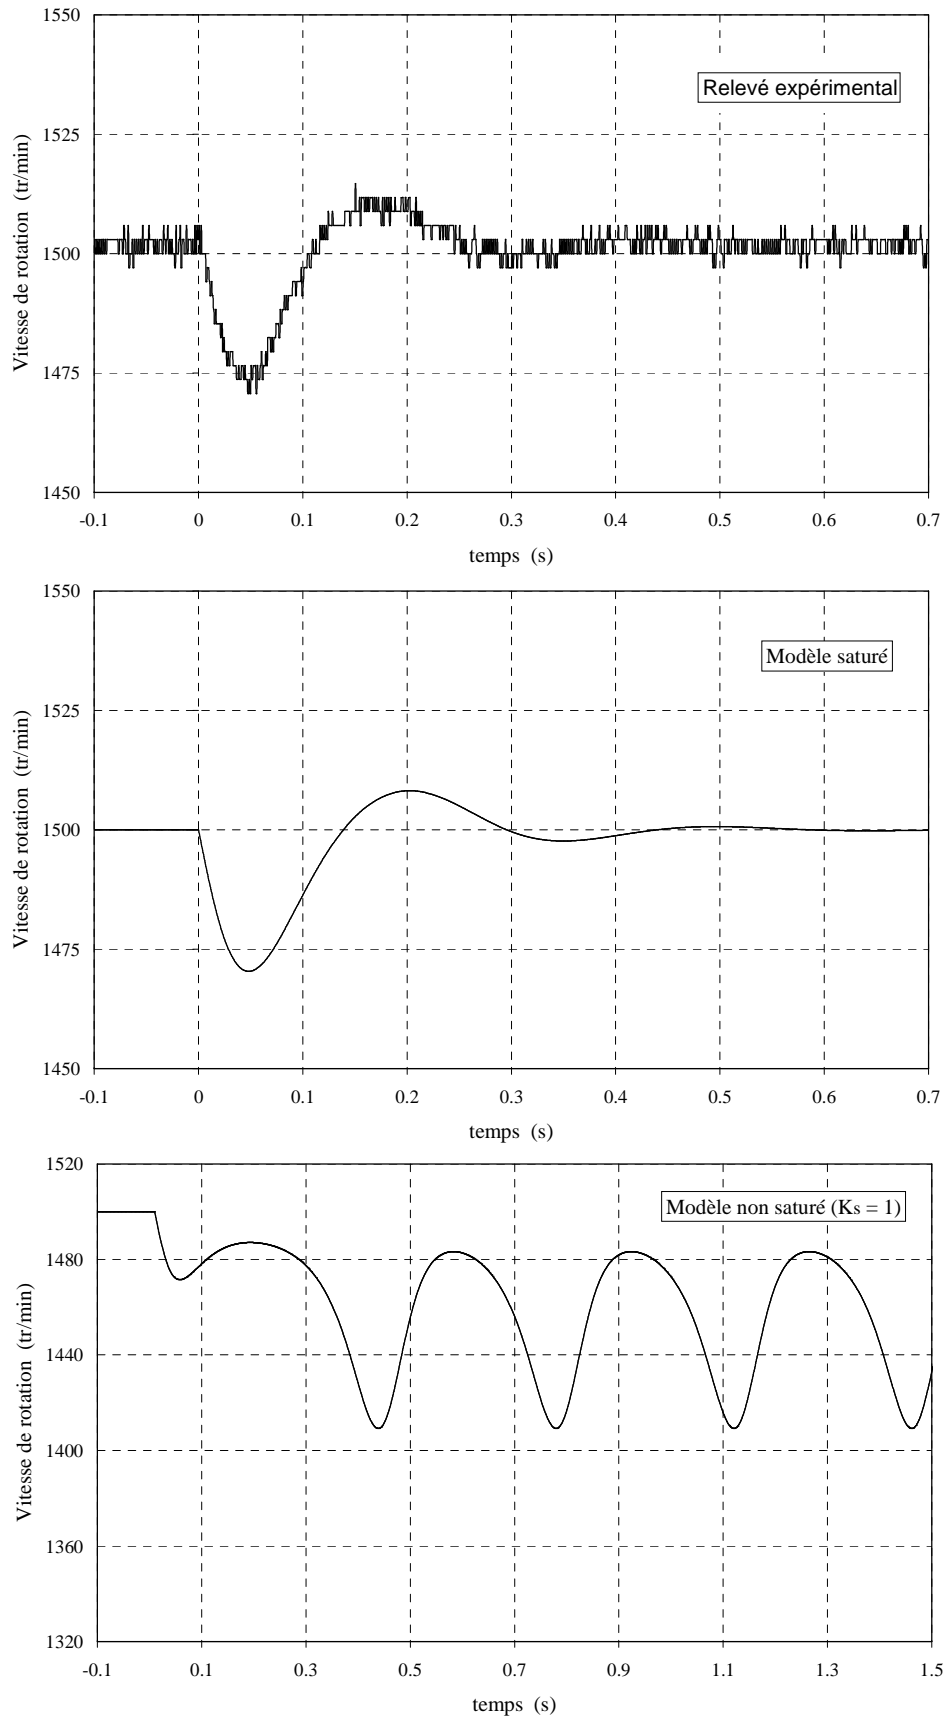 1550
1525
1500
1475
1450
Vitesse de rotation (tr/min)
Relevé expérimental
-0.1 0 0.1 0.2 0.3 0.4 0.5 0.6 0.7
temps (s)
1550
1525
1500
1475
1450
Vitesse de rotation (tr/min)
Modèle saturé
-0.1 0 0.1 0.2 0.3 0.4 0.5 0.6 0.7
temps (s)
1520
1480
1440
1400
1360
1320
Vitesse de rotation (tr/min)
Modèle non saturé (Ks = 1)
-0.1 0.1 0.3 0.5 0.7 0.9 1.1 1.3 1.5
temps (s)